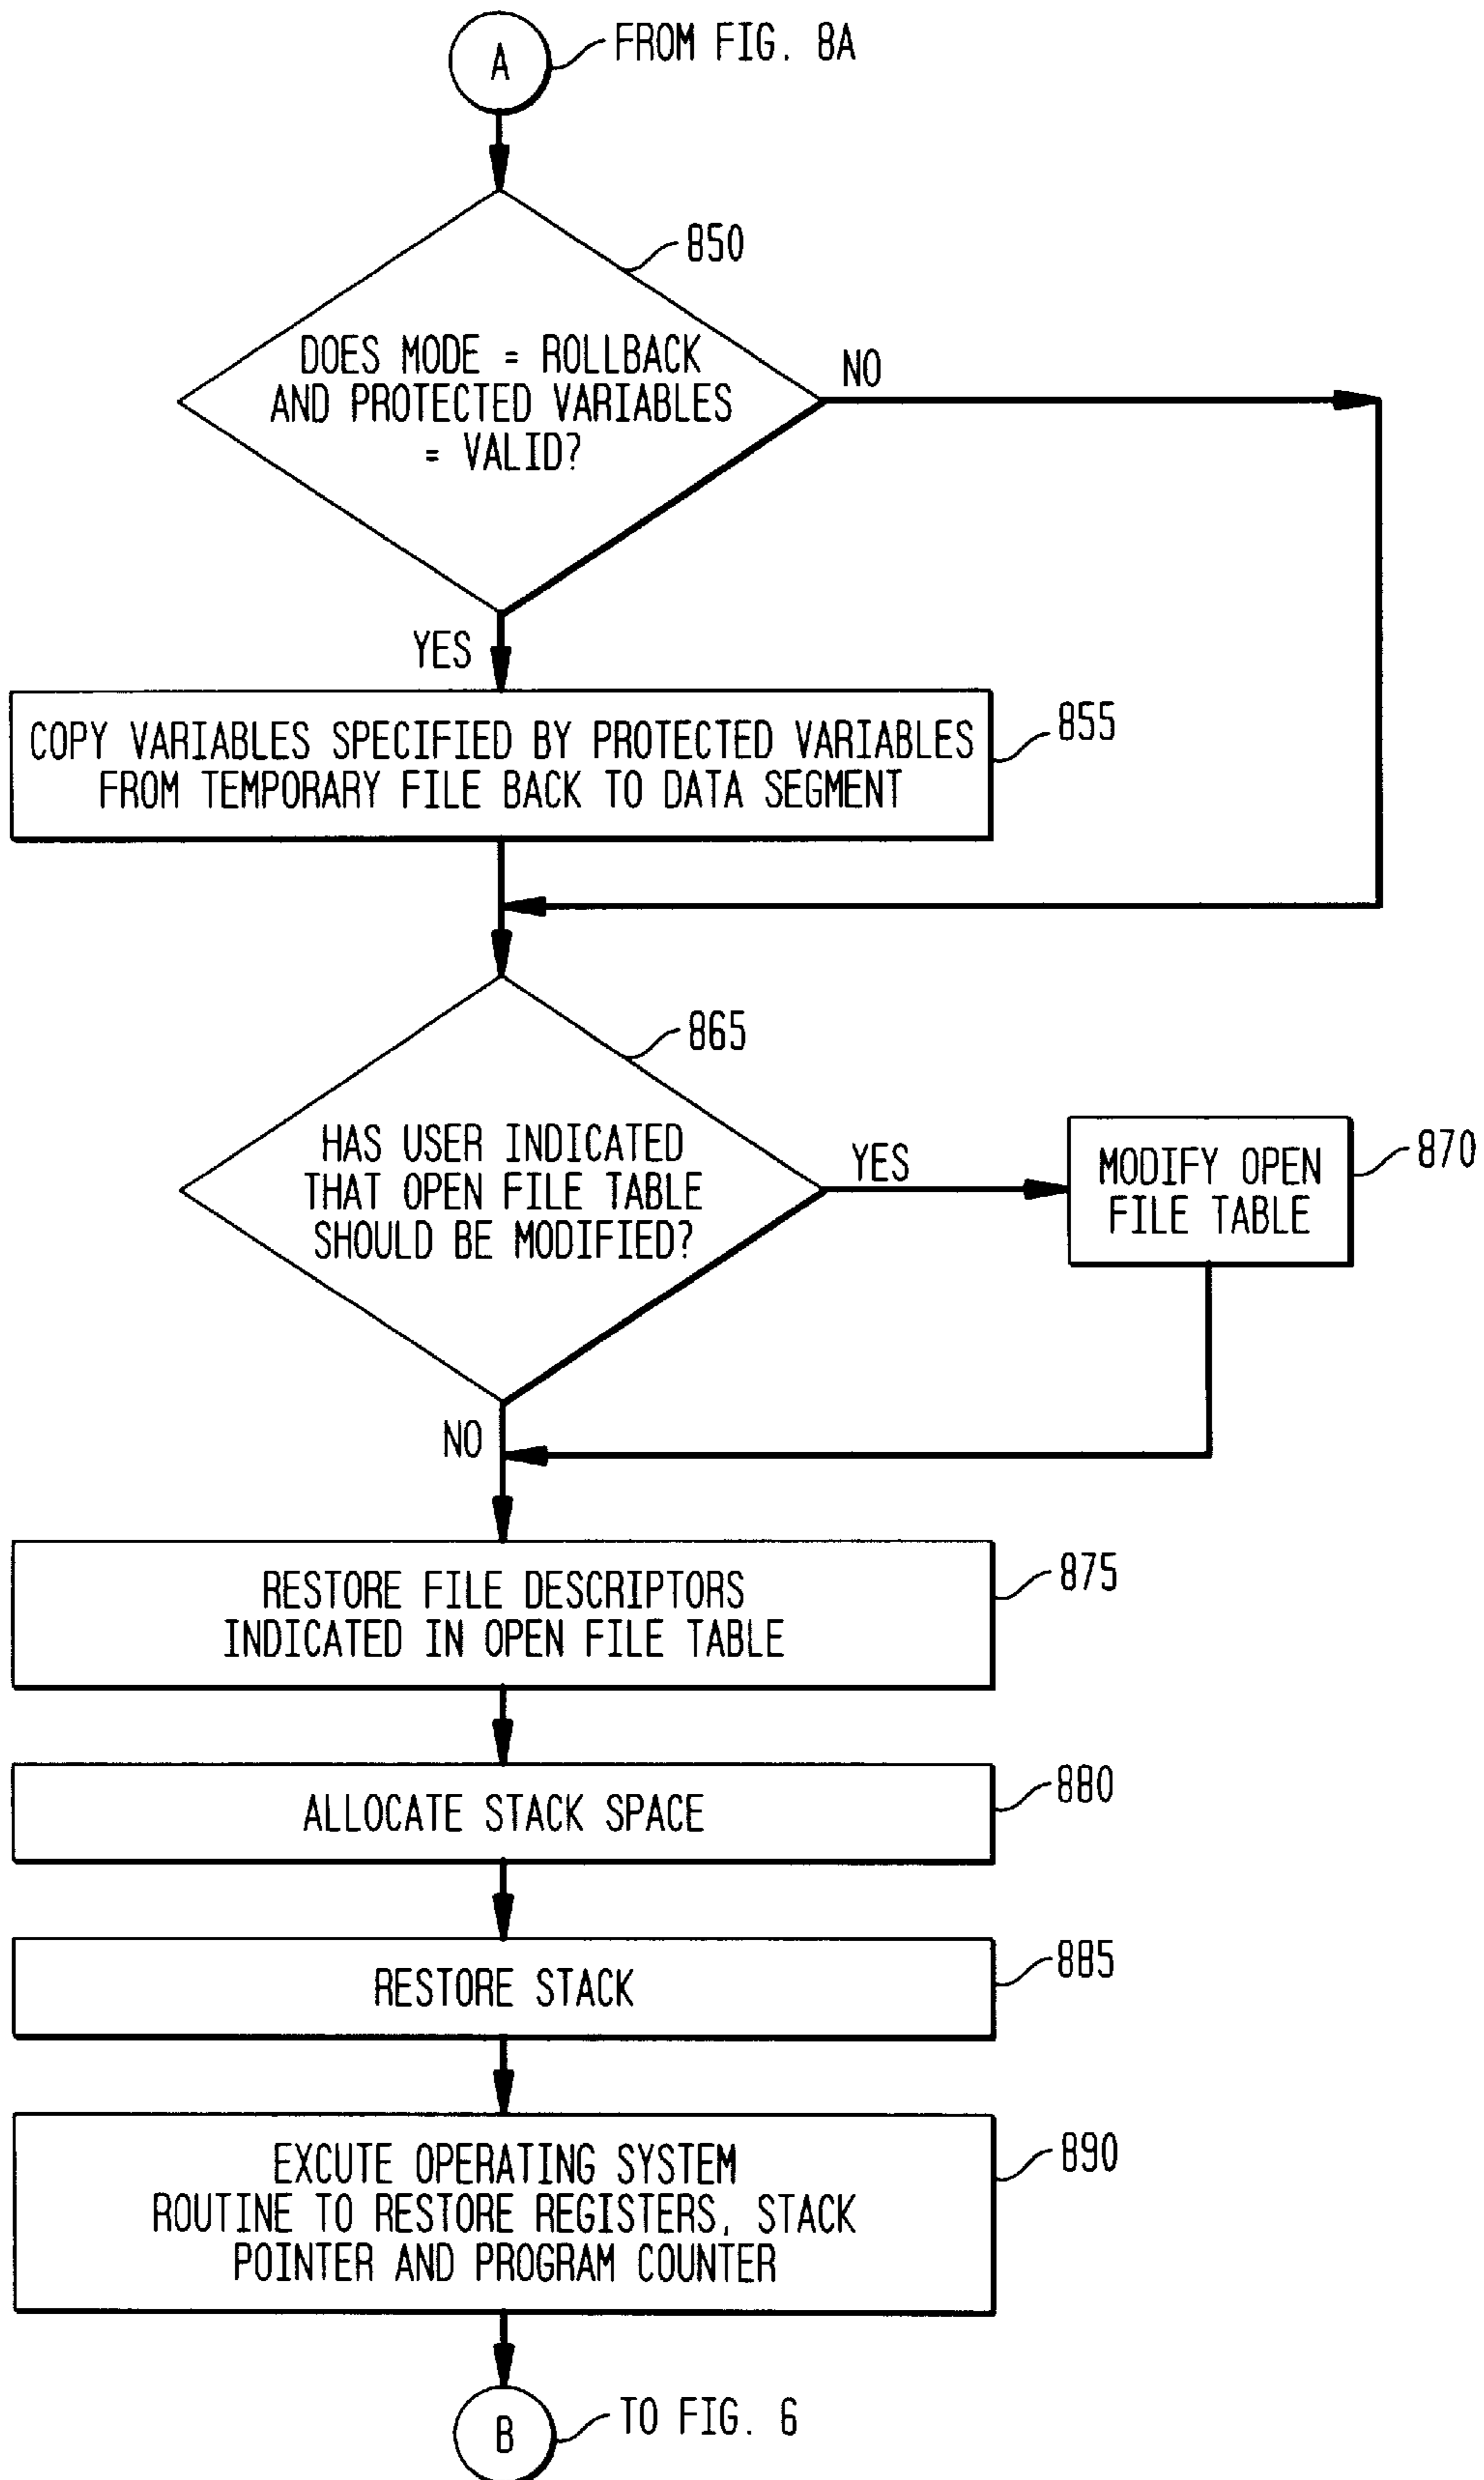 A
FROM FIG. 8A
850
DOES MODE = ROLLBACK
AND PROTECTED VARIABLES
= VALID?
NO
YES
COPY VARIABLES SPECIFIED BY PROTECTED VARIABLES
FROM TEMPORARY FILE BACK TO DATA SEGMENT
855
865
HAS USER INDICATED
THAT OPEN FILE TABLE
SHOULD BE MODIFIED?
YES
MODIFY OPEN
FILE TABLE
870
NO
RESTORE FILE DESCRIPTORS
INDICATED IN OPEN FILE TABLE
875
ALLOCATE STACK SPACE
880
RESTORE STACK
885
EXCUTE OPERATING SYSTEM
ROUTINE TO RESTORE REGISTERS, STACK
POINTER AND PROGRAM COUNTER
890
B
TO FIG. 6